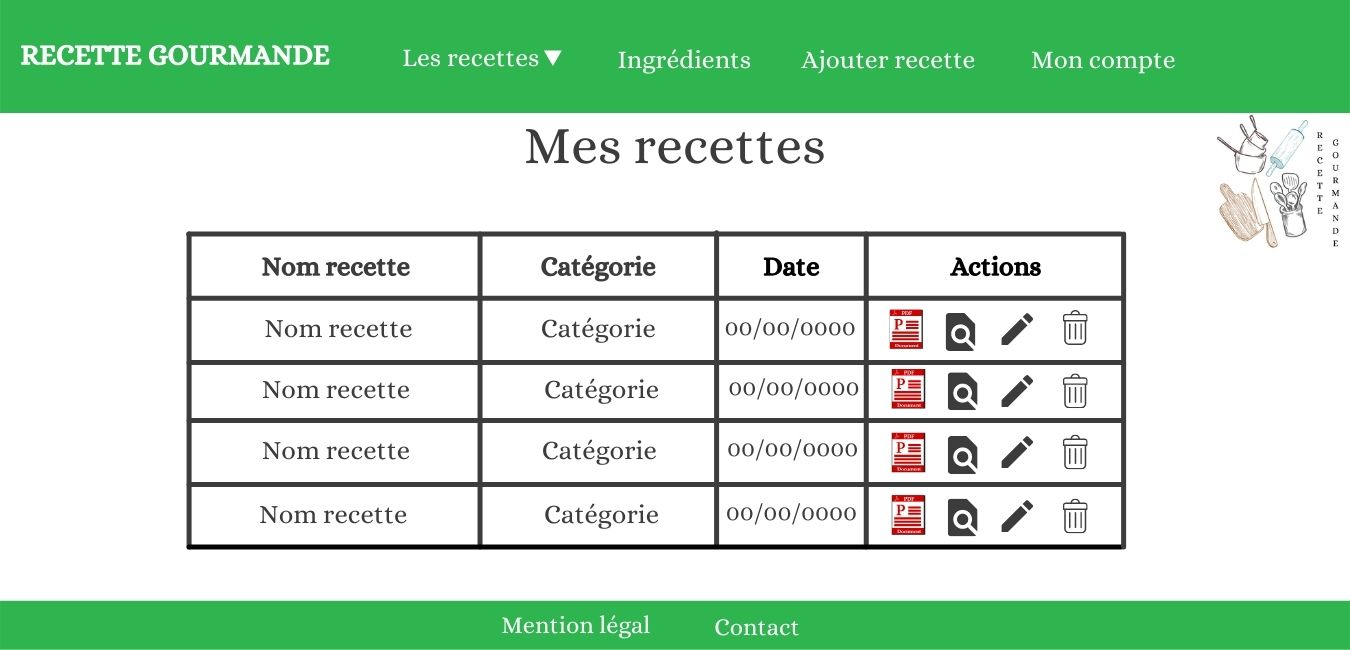 RECETTE GOURMANDE Les recettes ▼ Ingrédients Ajouter recette Mon compte
Mes recettes
RECETTE
GOURMANDE
Nom recette Catégorie Date Actions
Nom recette Catégorie 00/00/0000 PDF P Document
Nom recette Catégorie 00/00/0000 PDF P Document
Nom recette Catégorie 00/00/0000 PDF P Document
Nom recette Catégorie 00/00/0000 PDF P Document
Mention légal Contact